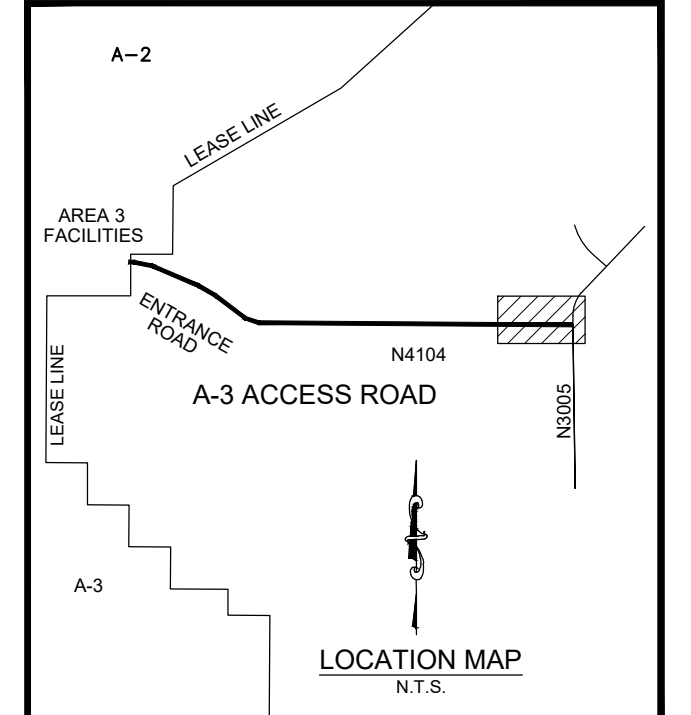 A-2
LEASE LINE
AREA 3
FACILITIES
ENTRANCE
ROAD
N4104
LEASE LINE
A-3 ACCESS ROAD
N3005
A-3
LOCATION MAP
N.T.S.